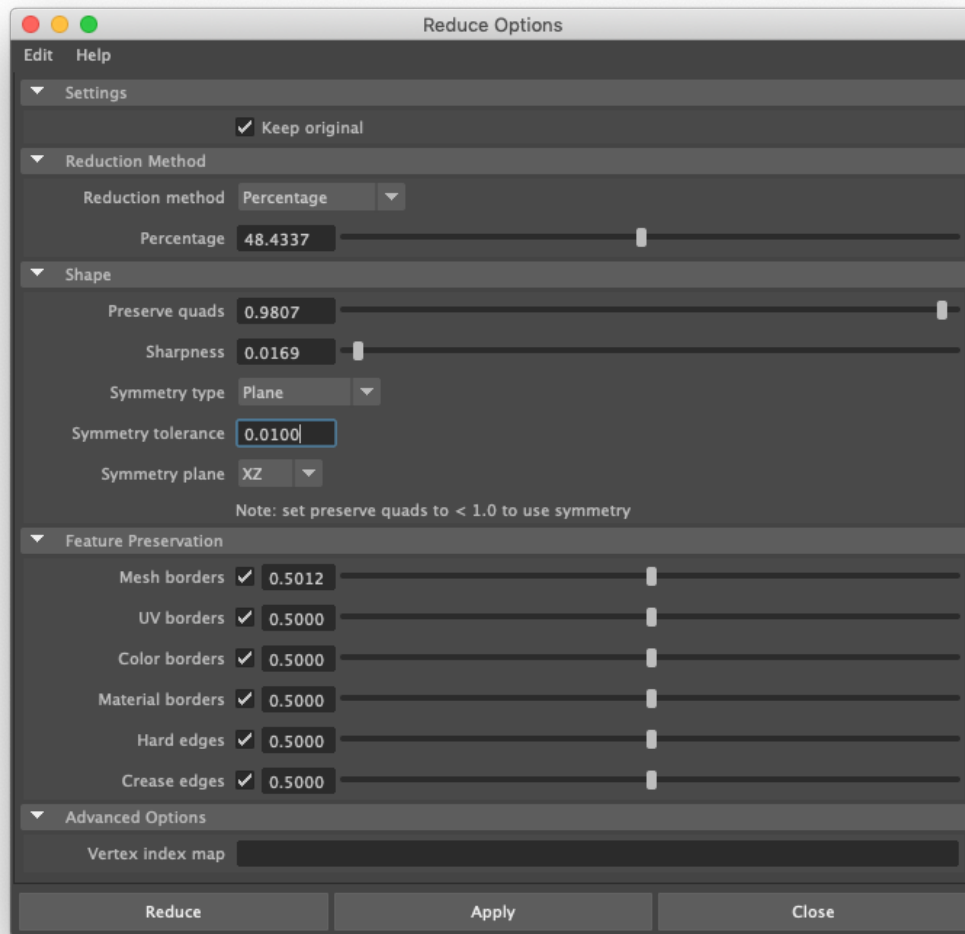 Reduce Options
Edit Help
Settings
Keep original
Reduction Method
Reduction method Percentage
Percentage 48.4337
Shape
Preserve quads 0.9807
Sharpness 0.0169
Symmetry type Plane
Symmetry tolerance 0.0100
Symmetry plane XZ
Note: set preserve quads to < 1.0 to use symmetry
Feature Preservation
Mesh borders 0.5012
UV borders 0.5000
Color borders 0.5000
Material borders 0.5000
Hard edges 0.5000
Crease edges 0.5000
Advanced Options
Vertex index map
Reduce Apply Close